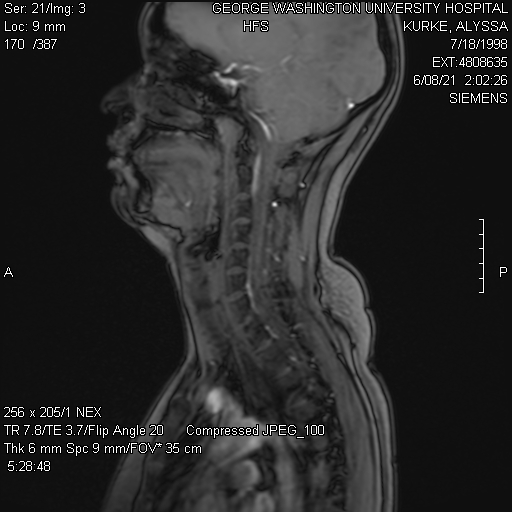 Ser: 21/Img: 3
GEORGE WASHINGTON UNIVERSITY HOSPITAL
Loc: 9 mm
HFS
KURKE, ALYSSA
170 /387
7/18/1998
EXT:4808635
6/08/21 2:02:26
SIEMENS
A
P
256 x 205/1 NEX
TR 7.8/TE 3.7/Flip Angle 20
Compressed JPEG_100
Thk 6 mm Spc 9 mm/FOV* 35 cm
5:28:48